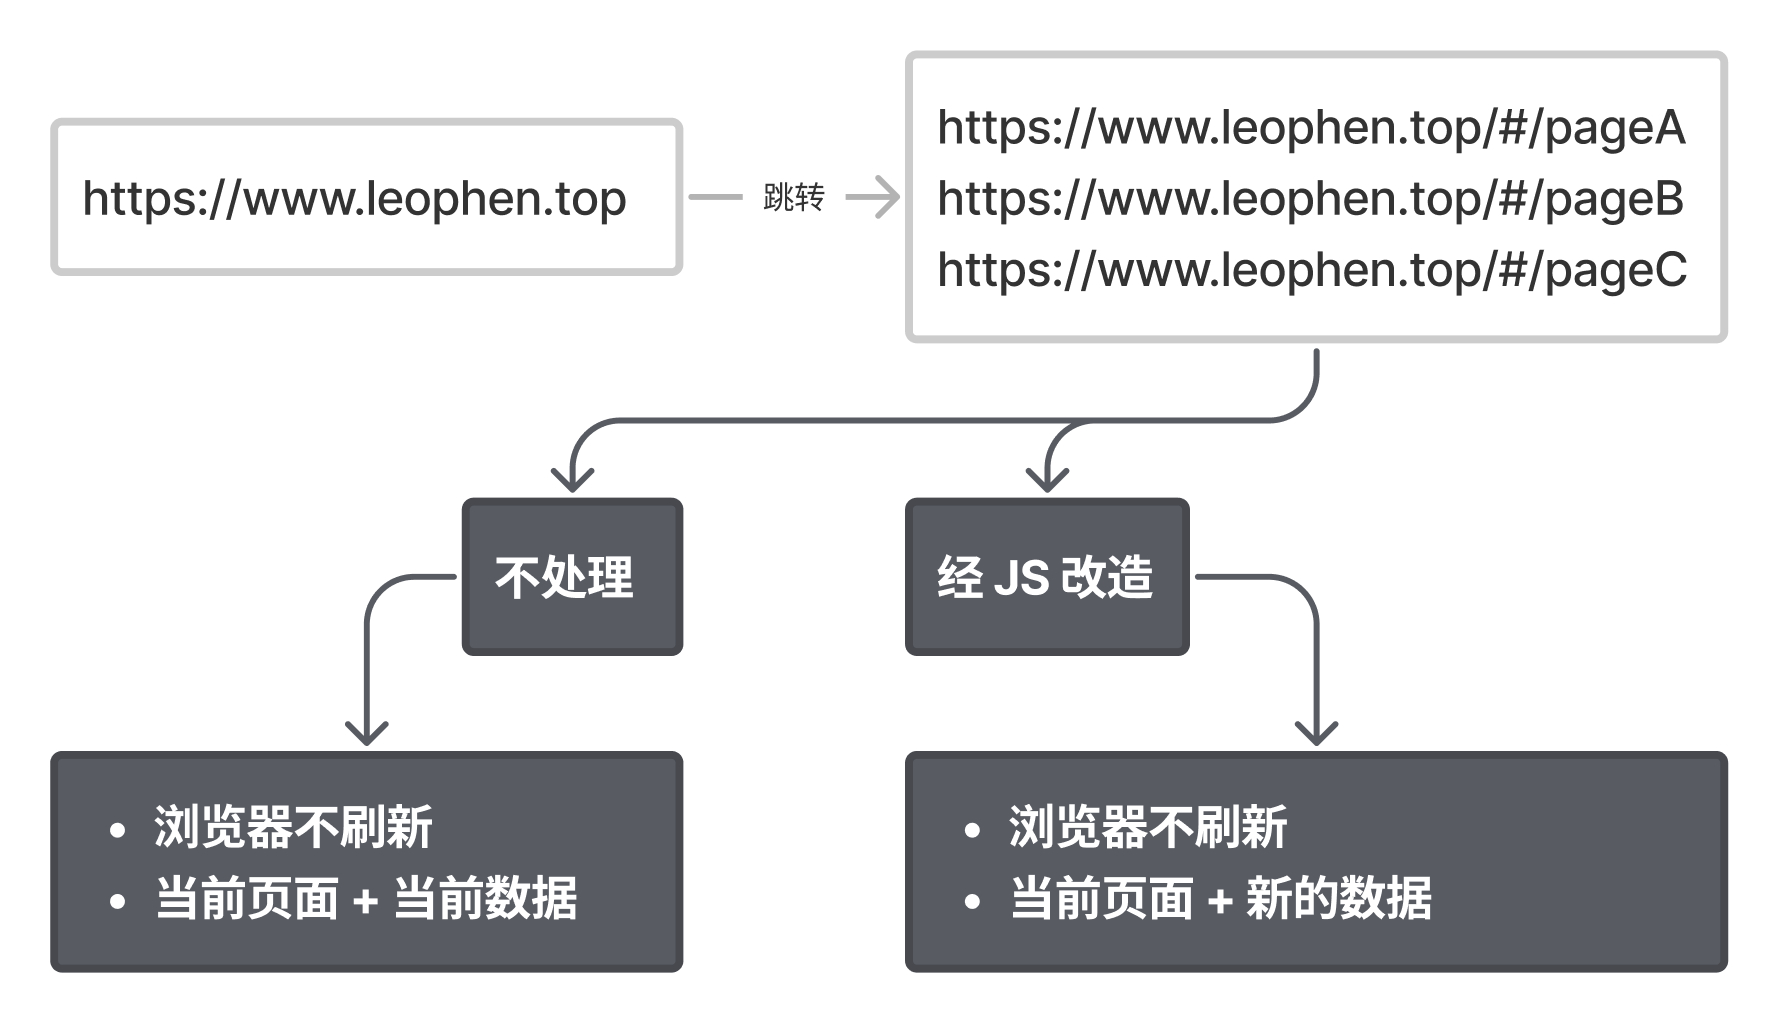 https://www.leophen.top
跳转
https://www.leophen.top/#/pageA
https://www.leophen.top/#/pageB
https://www.leophen.top/#/pageC
不处理
经 JS 改造
• 浏览器不刷新
• 当前页面 + 当前数据
• 浏览器不刷新
• 当前页面 + 新的数据